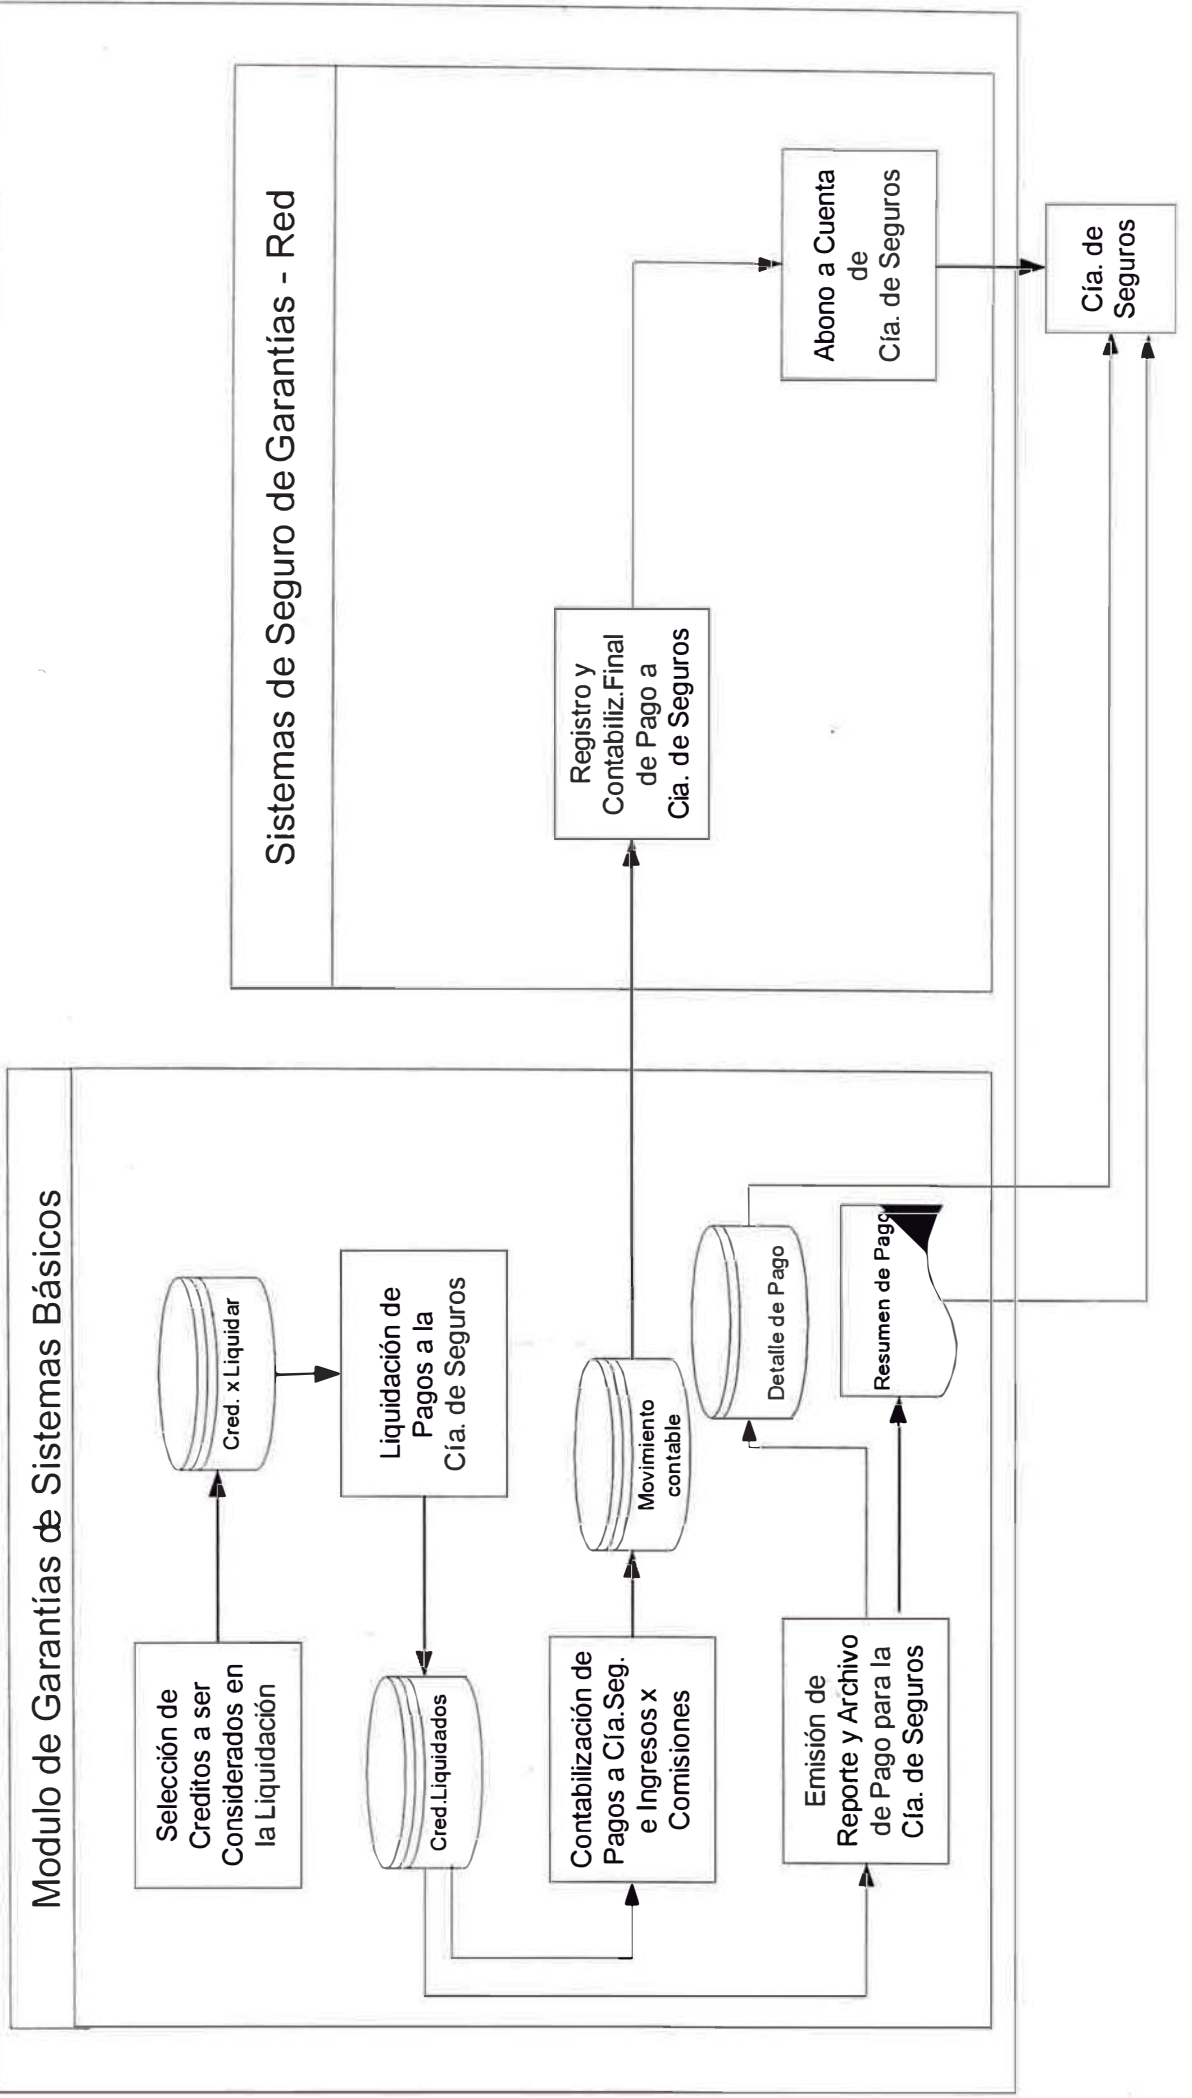 Modulo de Garantías de Sistemas Básicos
Selección de
Creditos a ser
Considerados en
la Liquidación
Cred. x Liquidar
Liquidación de
Pagos a la
Cía. de Seguros
Cred.Liquidados
Contabilización de
Pagos a Cía.Seg.
e Ingresos x
Comisiones
Movimiento
contable
Emisión de
Reporte y Archivo
de Pago para la
Cía. de Seguros
Detalle de Pago
Resumen de Pago
Sistemas de Seguro de Garantías - Red
Registro y
Contabiliz.Final
de Pago a
Cia. de Seguros
Abono a Cuenta
de
Cía. de Seguros
Cía. de
Seguros